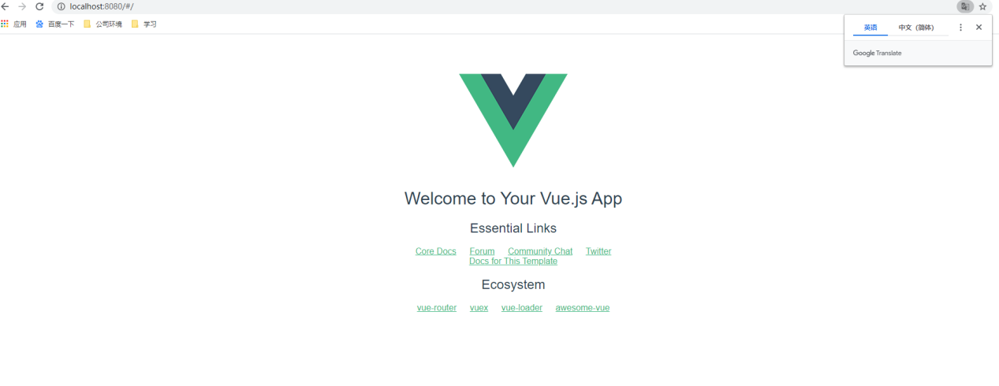 localhost:8080/#/
应用 百度一下 公司环境 学习
英语 中文（简体）
Google Translate
Welcome to Your Vue.js App
Essential Links
Core Docs Forum Community Chat Twitter
Docs for This Template
Ecosystem
vue-router vuex vue-loader awesome-vue